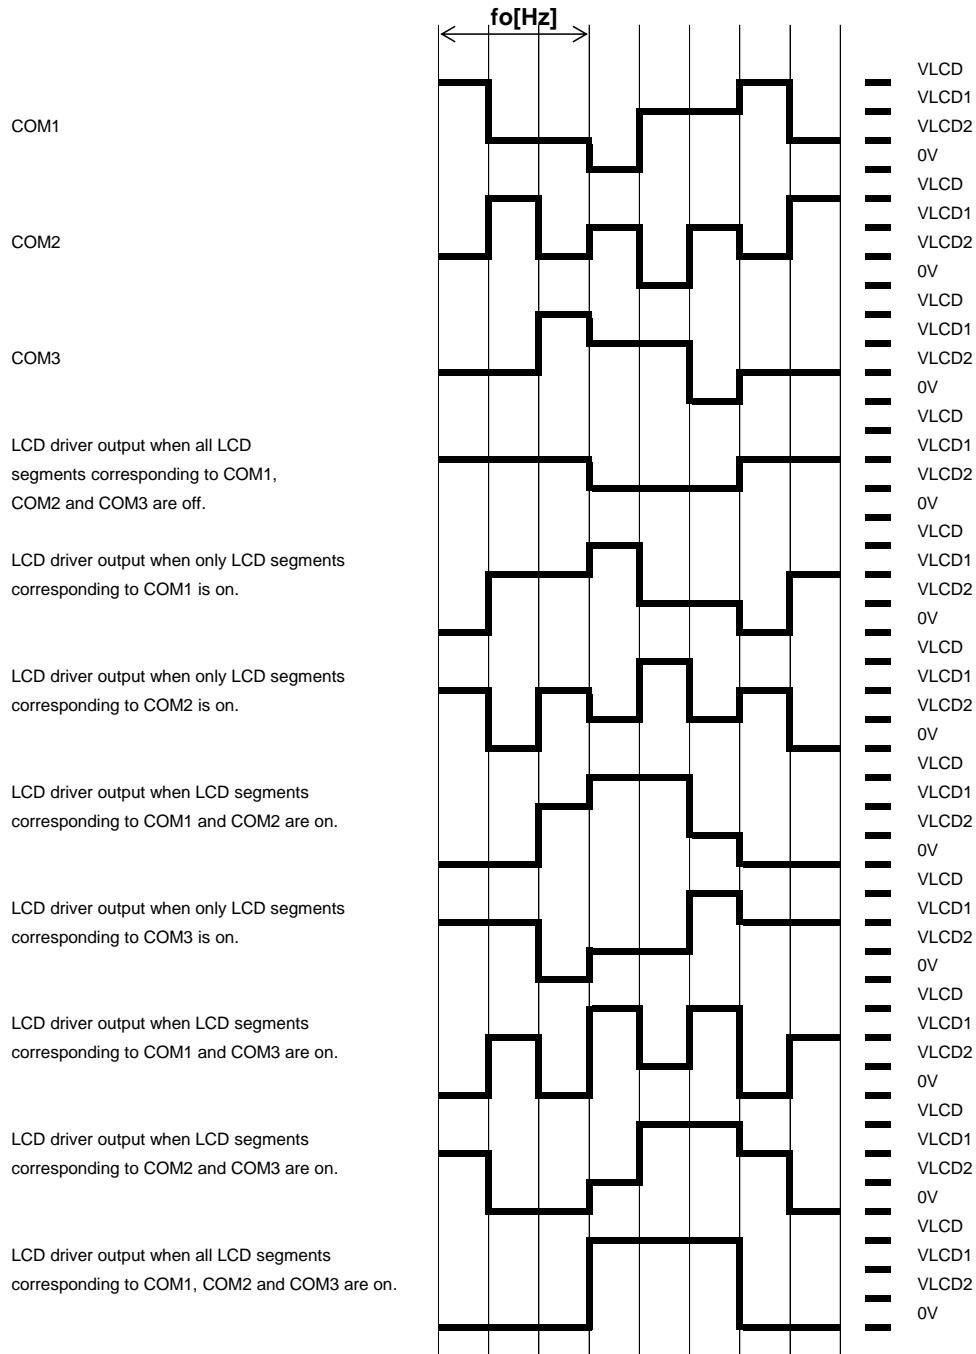 fo[Hz]
VLCD
VLCD1
COM1
VLCD2
0V
VLCD
VLCD1
COM2
VLCD2
0V
VLCD
VLCD1
COM3
VLCD2
0V
VLCD
LCD driver output when all LCD
VLCD1
segments corresponding to COM1,
VLCD2
COM2 and COM3 are off.
0V
VLCD
LCD driver output when only LCD segments
VLCD1
corresponding to COM1 is on.
VLCD2
0V
VLCD
LCD driver output when only LCD segments
VLCD1
corresponding to COM2 is on.
VLCD2
0V
VLCD
LCD driver output when LCD segments
VLCD1
corresponding to COM1 and COM2 are on.
VLCD2
0V
VLCD
LCD driver output when only LCD segments
VLCD1
corresponding to COM3 is on.
VLCD2
0V
VLCD
LCD driver output when LCD segments
VLCD1
corresponding to COM1 and COM3 are on.
VLCD2
0V
VLCD
LCD driver output when LCD segments
VLCD1
corresponding to COM2 and COM3 are on.
VLCD2
0V
VLCD
LCD driver output when all LCD segments
VLCD1
corresponding to COM1, COM2 and COM3 are on.
VLCD2
0V